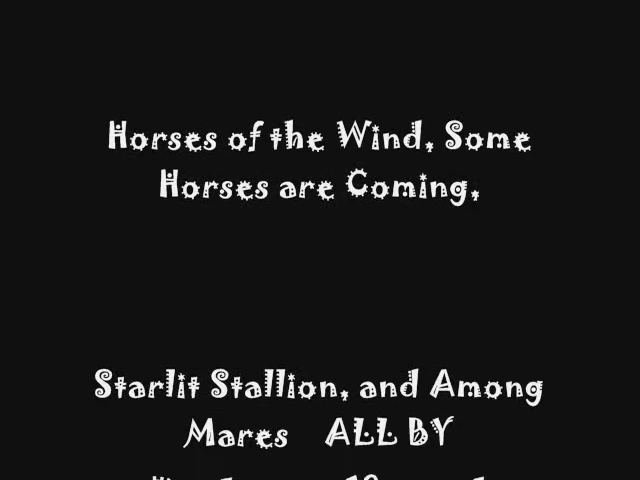 Horses of the Wind, Some
Horses are Coming,
Starlit Stallion, and Among
Mares ALL BY